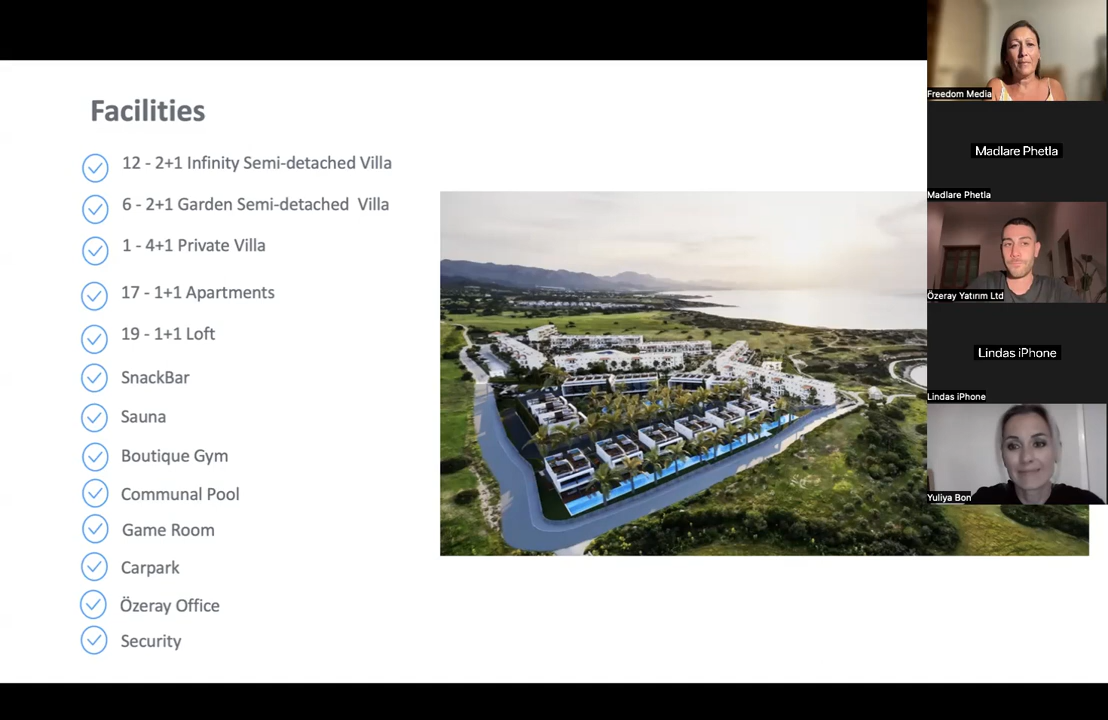 Facilities
12 - 2+1 Infinity Semi-detached Villa
6 - 2+1 Garden Semi-detached Villa
1 - 4+1 Private Villa
17 - 1+1 Apartments
19 - 1+1 Loft
SnackBar
Sauna
Boutique Gym
Communal Pool
Game Room
Carpark
Özeray Office
Security
Freedom Media
Madlare Phetla
Madlare Phetla
Özeray Yatırım Ltd
Lindas iPhone
Lindas iPhone
Yuliya Bon